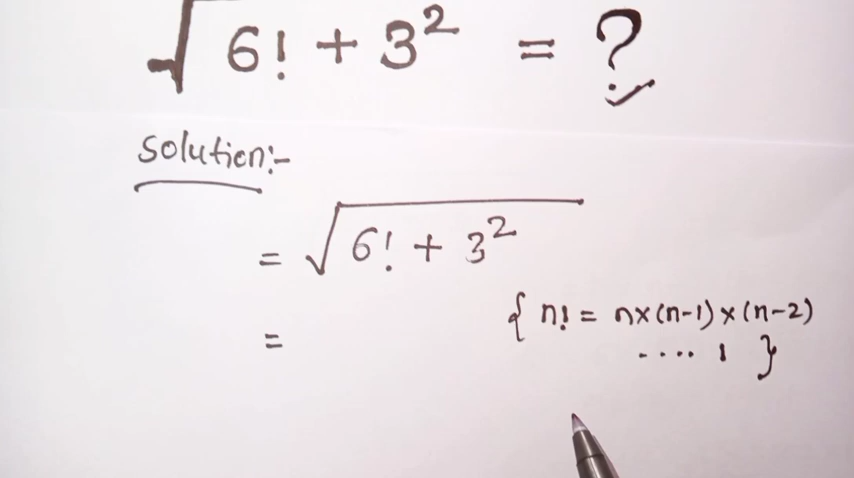 √6! + 3² = ?
Solution:-
= √6! + 3²
{ n! = n×(n-1)×(n-2)
.... 1 }
=